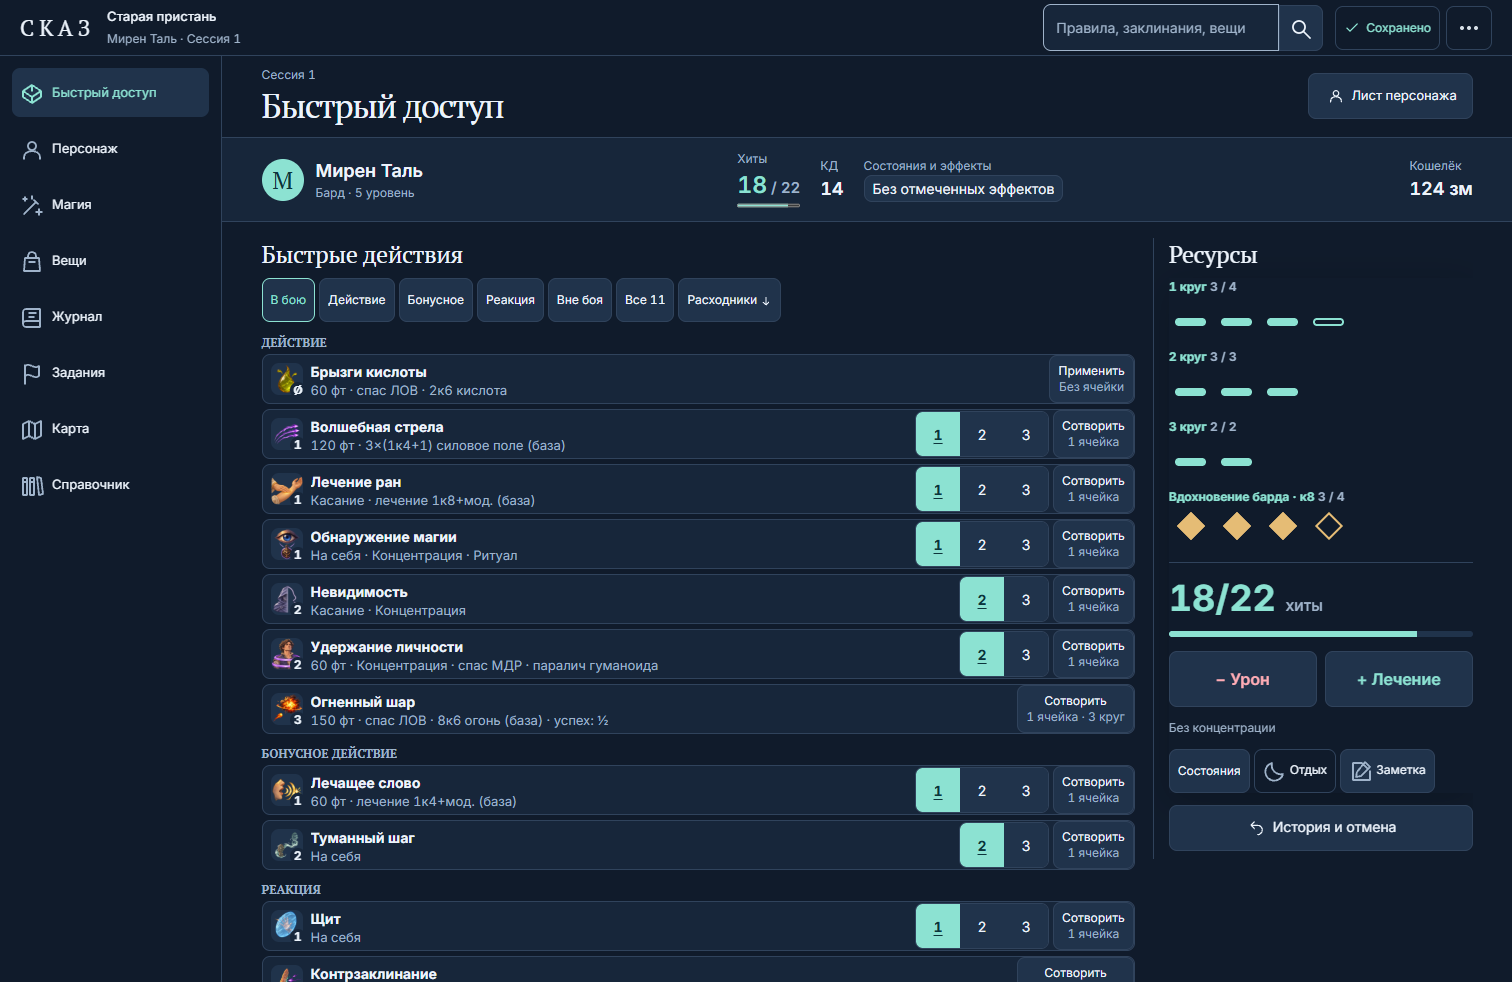 СКАЗ
Старая пристань
Мирен Таль · Сессия 1
Правила, заклинания, вещи
Сохранено
Быстрый доступ
Персонаж
Магия
Вещи
Журнал
Задания
Карта
Справочник
Сессия 1
Быстрый доступ
Лист персонажа
М
Мирен Таль
Бард · 5 уровень
Хиты
18 / 22
КД
14
Состояния и эффекты
Без отмеченных эффектов
Кошелёк
124 зм
Быстрые действия
В бою
Действие
Бонусное
Реакция
Вне боя
Все 11
Расходники ↓
ДЕЙСТВИЕ
Брызги кислоты
60 фт · спас ЛОВ · 2к6 кислота
Применить
Без ячейки
1
Волшебная стрела
120 фт · 3×(1к4+1) силовое поле (база)
1 2 3
Сотворить
1 ячейка
1
Лечение ран
Касание · лечение 1к8+мод. (база)
1 2 3
Сотворить
1 ячейка
1
Обнаружение магии
На себя · Концентрация · Ритуал
1 2 3
Сотворить
1 ячейка
2
Невидимость
Касание · Концентрация
2 3
Сотворить
1 ячейка
2
Удержание личности
60 фт · Концентрация · спас МДР · паралич гуманоида
2 3
Сотворить
1 ячейка
3
Огненный шар
150 фт · спас ЛОВ · 8к6 огонь (база) · успех: ½
Сотворить
1 ячейка · 3 круг
БОНУСНОЕ ДЕЙСТВИЕ
1
Лечащее слово
60 фт · лечение 1к4+мод. (база)
1 2 3
Сотворить
1 ячейка
2
Туманный шаг
На себя
2 3
Сотворить
1 ячейка
РЕАКЦИЯ
1
Щит
На себя
1 2 3
Сотворить
1 ячейка
Контрзаклинание
Сотворить
Ресурсы
1 круг 3 / 4
2 круг 3 / 3
3 круг 2 / 2
Вдохновение барда · к8 3 / 4
18/22 хиты
− Урон
+ Лечение
Без концентрации
Состояния
Отдых
Заметка
История и отмена